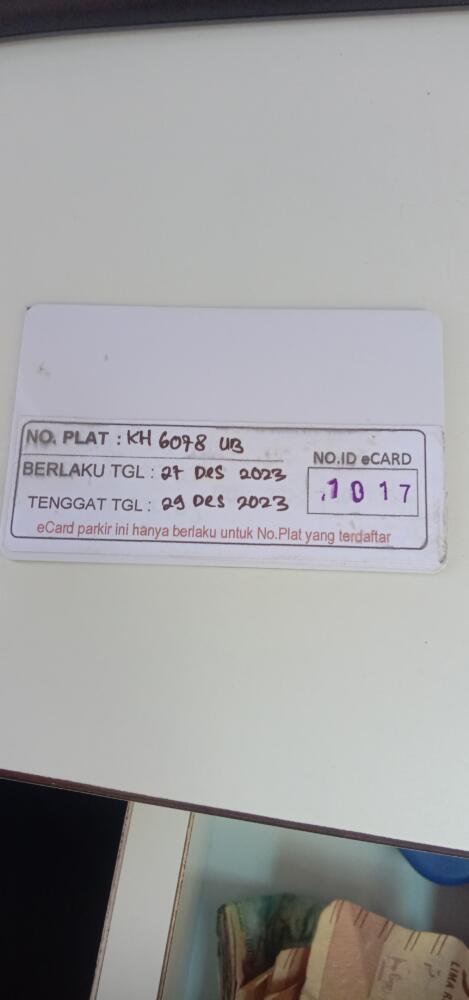 NO. PLAT : KH 6078 UB
BERLAKU TGL : 27 DES 2023
TENGGAT TGL : 29 DES 2023
NO.ID eCARD
1017
eCard parkir ini hanya berlaku untuk No.Plat yang terdaftar
LIMA